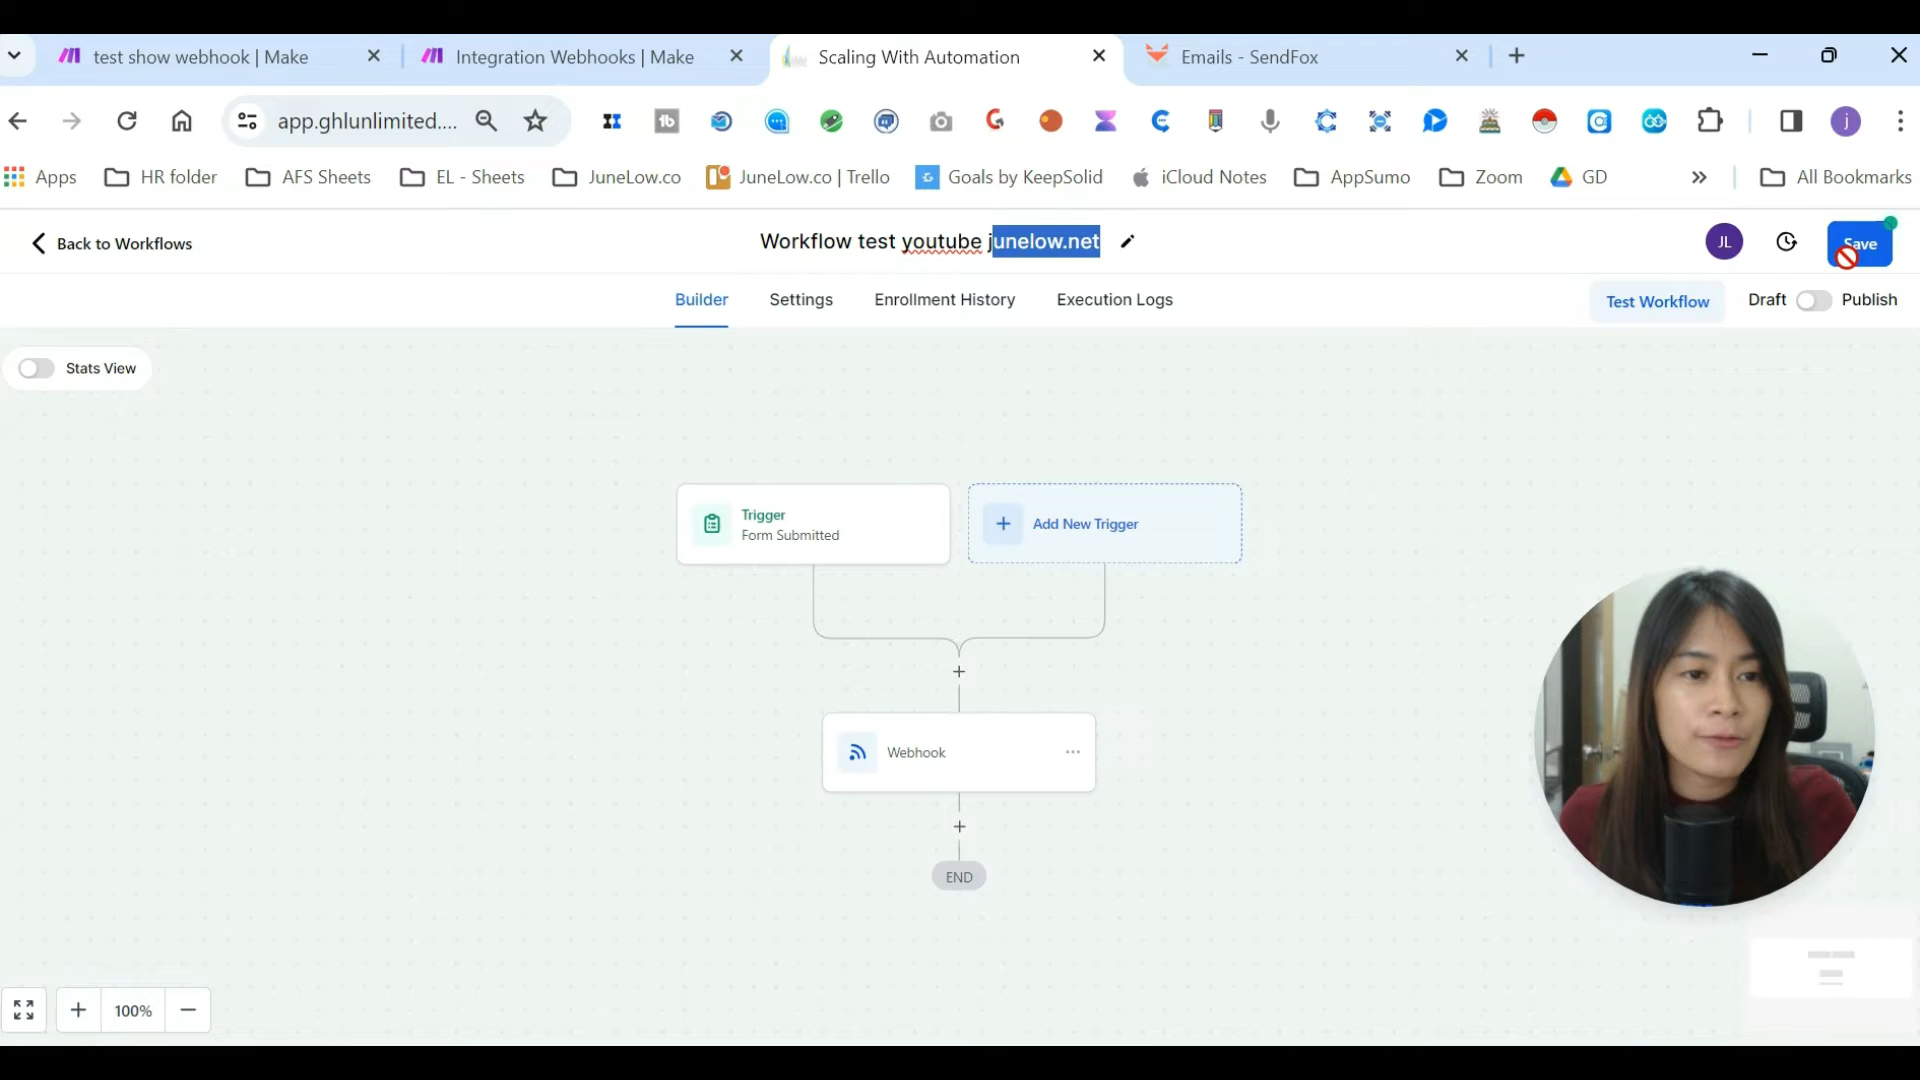 test show webhook | Make
Integration Webhooks | Make
Scaling With Automation
Emails - SendFox
app.ghlunlimited....
Apps
HR folder
AFS Sheets
EL - Sheets
JuneLow.co
JuneLow.co | Trello
Goals by KeepSolid
iCloud Notes
AppSumo
Zoom
GD
All Bookmarks
Back to Workflows
Workflow test youtube junelow.net
JL
Save
Builder
Settings
Enrollment History
Execution Logs
Test Workflow
Draft
Publish
Stats View
Trigger
Form Submitted
Add New Trigger
Webhook
END
100%